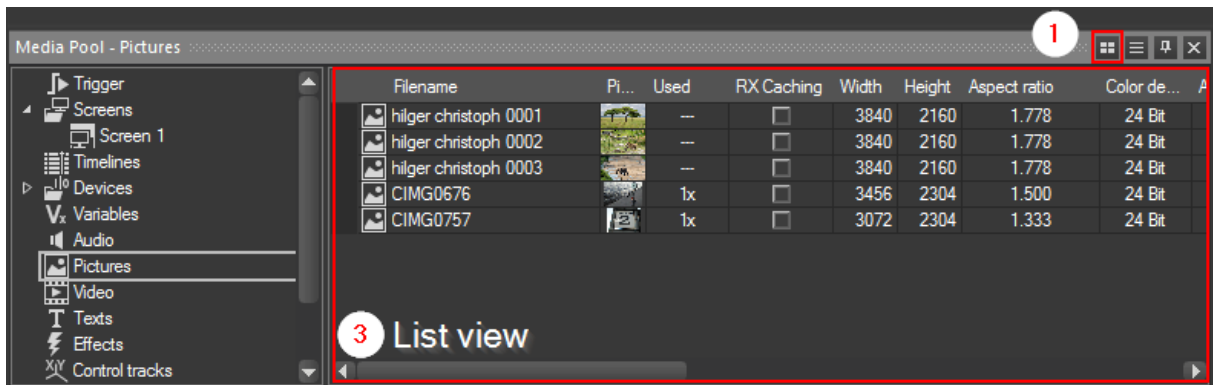 Media Pool - Pictures
1
Trigger
Screens
Screen 1
Timelines
Devices
Variables
Audio
Pictures
Video
Texts
Effects
Control tracks
Filename Pi... Used RX Caching Width Height Aspect ratio Color de... A
hilger christoph 0001 --- 3840 2160 1.778 24 Bit
hilger christoph 0002 --- 3840 2160 1.778 24 Bit
hilger christoph 0003 --- 3840 2160 1.778 24 Bit
CIMG0676 1x 3456 2304 1.500 24 Bit
CIMG0757 1x 3072 2304 1.333 24 Bit
3 List view